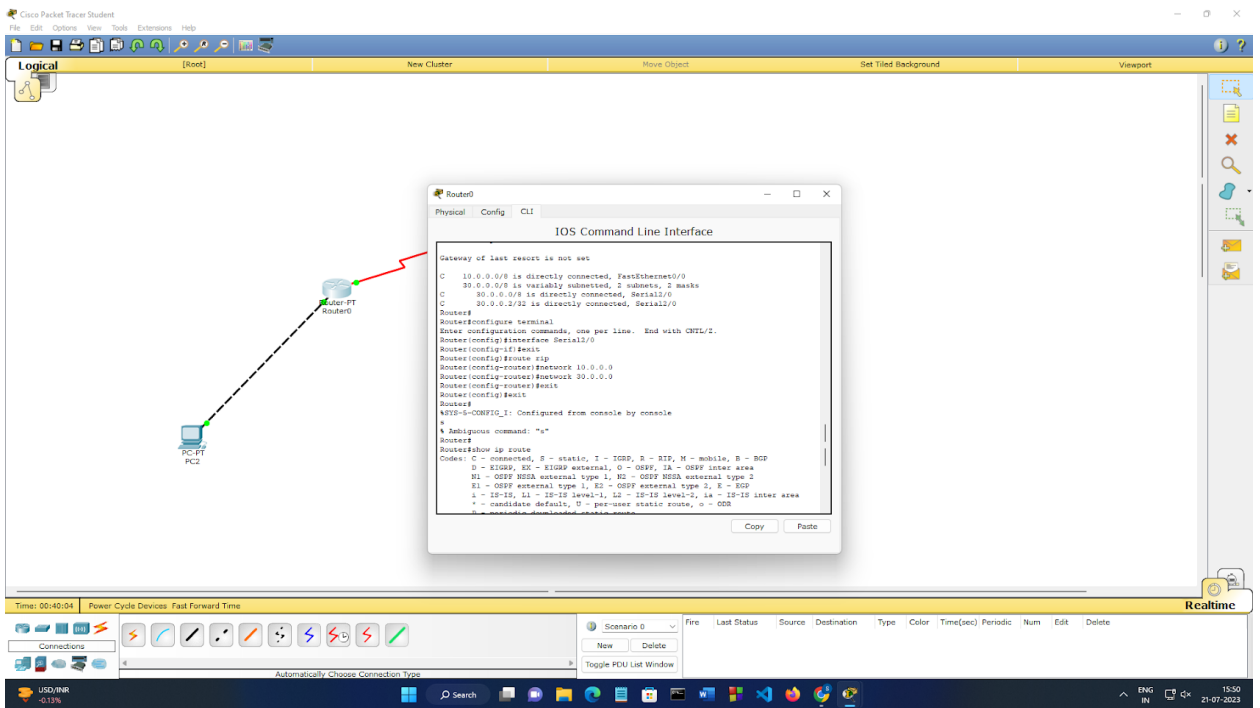 Cisco Packet Tracer Student
File Edit Options View Tools Extensions Help
Logical
[Root]
New Cluster
Move Object
Set Tiled Background
Viewport
Router-PT
Router0
PC-PT
PC2
Router0
Physical Config CLI
IOS Command Line Interface
Gateway of last resort is not set
C 10.0.0.0/8 is directly connected, FastEthernet0/0
30.0.0.0/8 is variably subnetted, 2 subnets, 2 masks
C 30.0.0.0/8 is directly connected, Serial2/0
C 30.0.0.2/32 is directly connected, Serial2/0
Router#
Router#configure terminal
Enter configuration commands, one per line. End with CNTL/Z.
Router(config)#interface Serial2/0
Router(config-if)#exit
Router(config)#route rip
Router(config-router)#network 10.0.0.0
Router(config-router)#network 30.0.0.0
Router(config-router)#exit
Router(config)#exit
Router#
%SYS-5-CONFIG_I: Configured from console by console
s
% Ambiguous command: "s"
Router#
Router#show ip route
Codes: C - connected, S - static, I - IGRP, R - RIP, M - mobile, B - BGP
D - EIGRP, EX - EIGRP external, O - OSPF, IA - OSPF inter area
N1 - OSPF NSSA external type 1, N2 - OSPF NSSA external type 2
E1 - OSPF external type 1, E2 - OSPF external type 2, E - EGP
i - IS-IS, L1 - IS-IS level-1, L2 - IS-IS level-2, ia - IS-IS inter area
* - candidate default, U - per-user static route, o - ODR
P - periodic downloaded static route
Copy Paste
Time: 00:40:04 Power Cycle Devices Fast Forward Time
Realtime
Connections
Automatically Choose Connection Type
Scenario 0
New Delete
Toggle PDU List Window
Fire Last Status Source Destination Type Color Time(sec) Periodic Num Edit Delete
USD/INR
-0.13%
Search
ENG
IN
15:50
21-07-2023